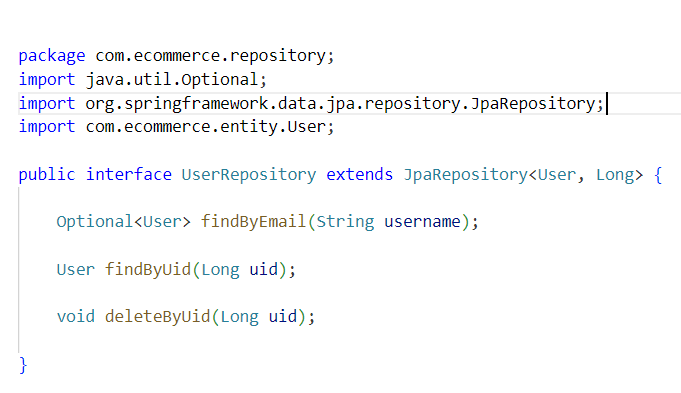 package com.ecommerce.repository;
import java.util.Optional;
import org.springframework.data.jpa.repository.JpaRepository;
import com.ecommerce.entity.User;
public interface UserRepository extends JpaRepository<User, Long> {
Optional<User> findByEmail(String username);
User findByUid(Long uid);
void deleteByUid(Long uid);
}